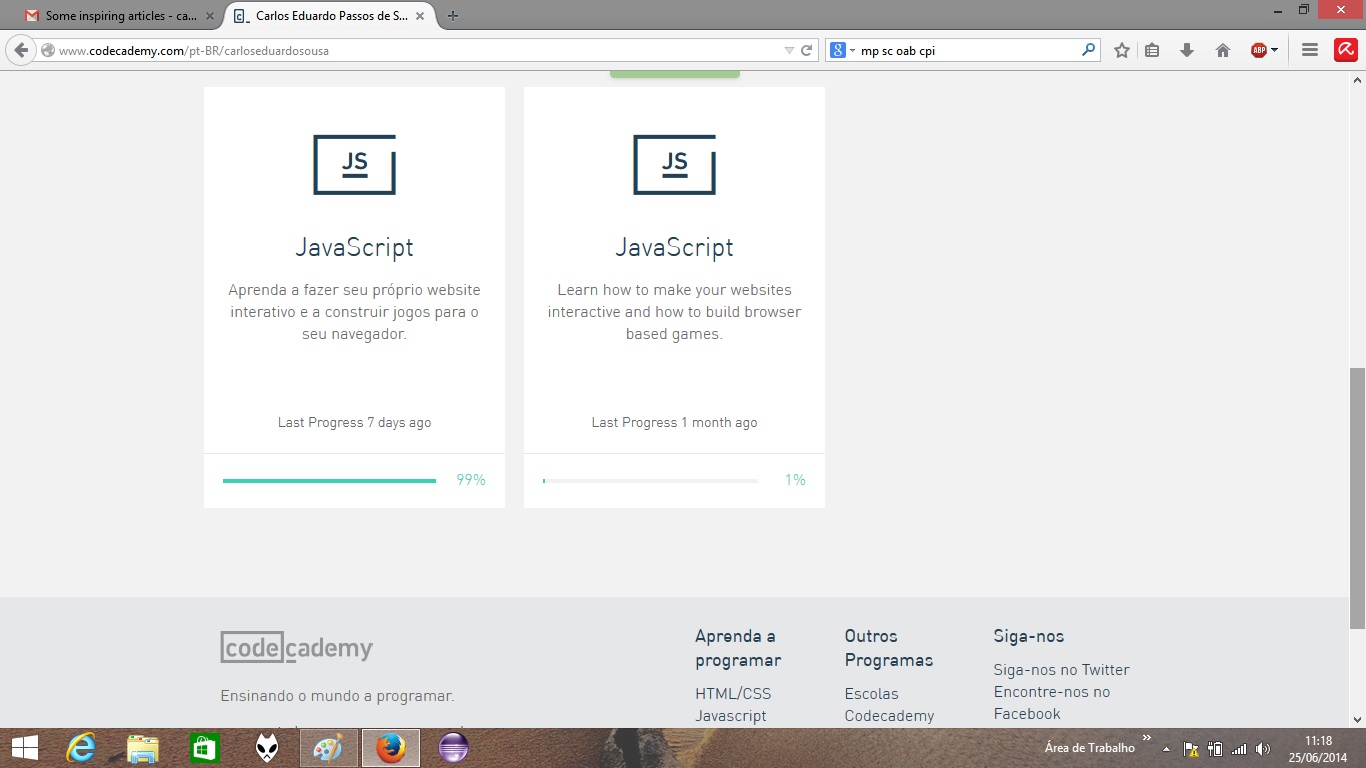 Some inspiring articles - ca...
Carlos Eduardo Passos de S...
www.codecademy.com/pt-BR/carloseduardosousa
mp sc oab cpi
ABP
JS
JavaScript
Aprenda a fazer seu próprio website
interativo e a construir jogos para o
seu navegador.
Last Progress 7 days ago
99%
JS
JavaScript
Learn how to make your websites
interactive and how to build browser
based games.
Last Progress 1 month ago
1%
codecademy
Ensinando o mundo a programar.
Aprenda a
programar
HTML/CSS
Javascript
Outros
Programas
Escolas
Codecademy
Siga-nos
Siga-nos no Twitter
Encontre-nos no
Facebook
Área de Trabalho
11:18
25/06/2014